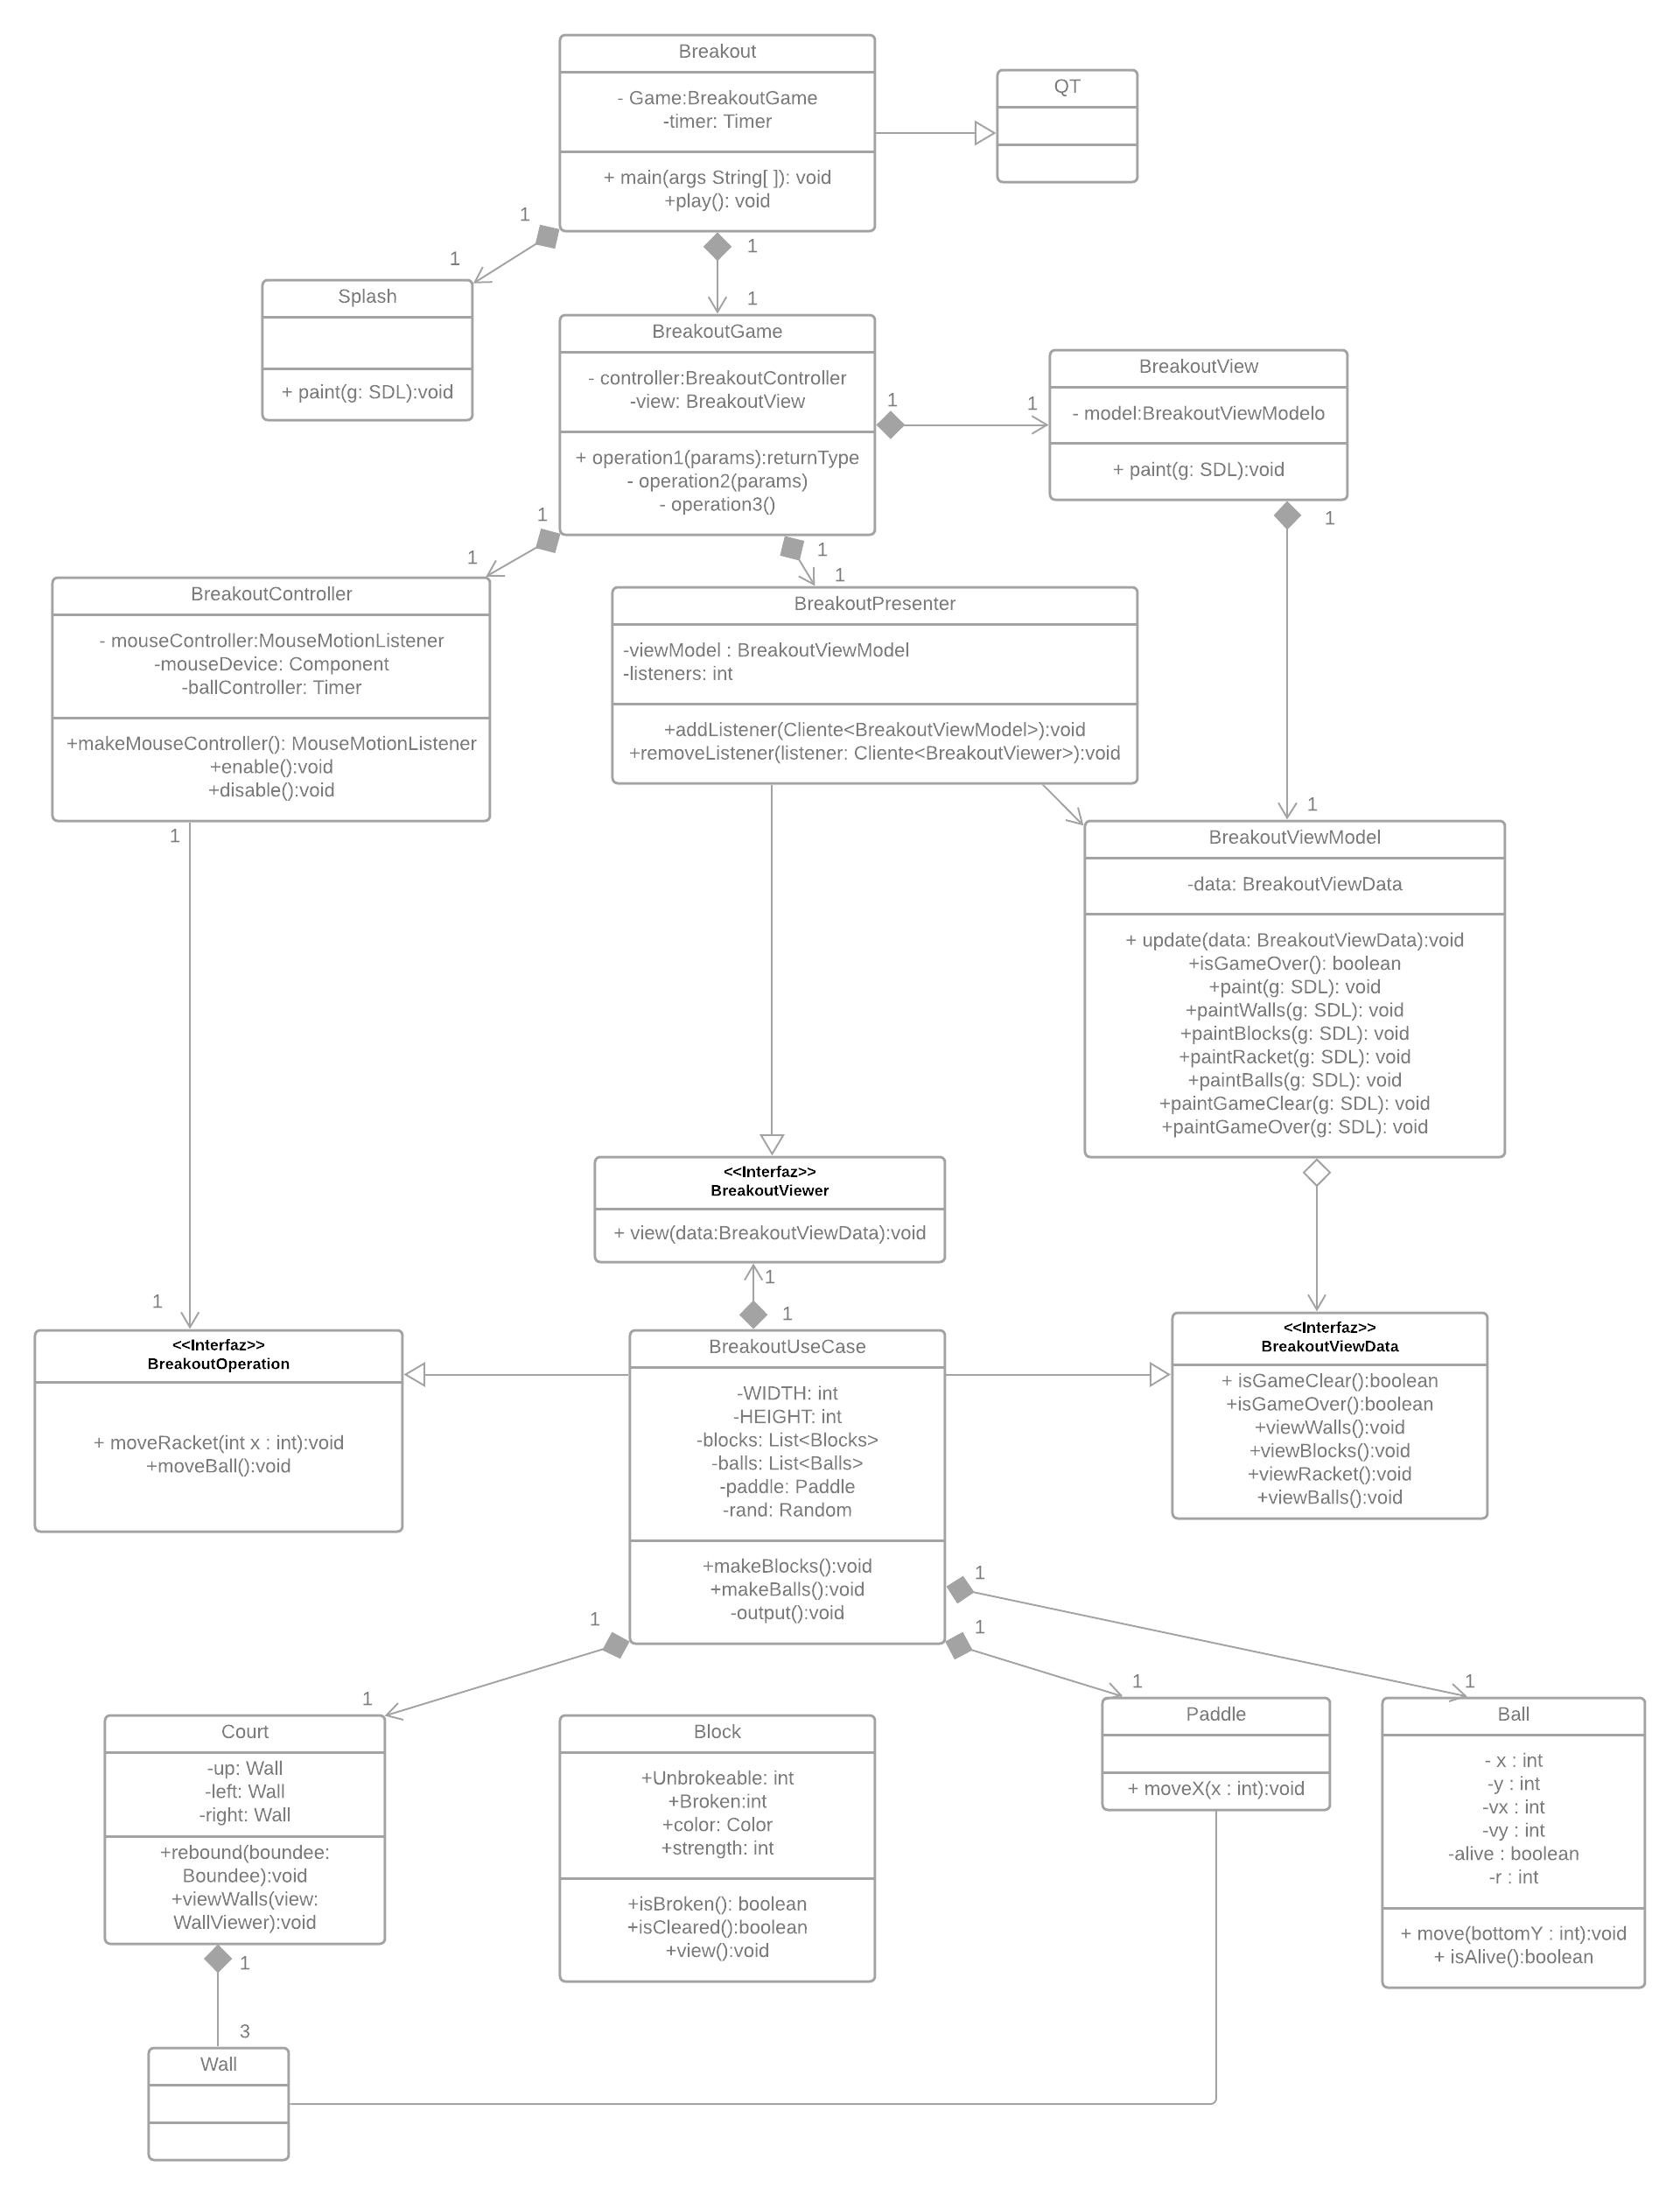 Breakout
- Game:BreakoutGame
-timer: Timer
+ main(args String[ ]): void
+play(): void
QT
1
1
1
1
Splash
+ paint(g: SDL):void
BreakoutGame
- controller:BreakoutController
-view: BreakoutView
+ operation1(params):returnType
- operation2(params)
- operation3()
1
1
BreakoutView
- model:BreakoutViewModelo
+ paint(g: SDL):void
1
1
1
1
1
BreakoutController
- mouseController:MouseMotionListener
-mouseDevice: Component
-ballController: Timer
+makeMouseController(): MouseMotionListener
+enable():void
+disable():void
BreakoutPresenter
-viewModel : BreakoutViewModel
-listeners: int
+addListener(Cliente<BreakoutViewModel>):void
+removeListener(listener: Cliente<BreakoutViewer>):void
1
1
BreakoutViewModel
-data: BreakoutViewData
+ update(data: BreakoutViewData):void
+isGameOver(): boolean
+paint(g: SDL): void
+paintWalls(g: SDL): void
+paintBlocks(g: SDL): void
+paintRacket(g: SDL): void
+paintBalls(g: SDL): void
+paintGameClear(g: SDL): void
+paintGameOver(g: SDL): void
<<Interfaz>>
BreakoutViewer
+ view(data:BreakoutViewData):void
1
1
1
<<Interfaz>>
BreakoutOperation
+ moveRacket(int x : int):void
+moveBall():void
BreakoutUseCase
-WIDTH: int
-HEIGHT: int
-blocks: List<Blocks>
-balls: List<Balls>
-paddle: Paddle
-rand: Random
+makeBlocks():void
+makeBalls():void
-output():void
<<Interfaz>>
BreakoutViewData
+ isGameClear():boolean
+isGameOver():boolean
+viewWalls():void
+viewBlocks():void
+viewRacket():void
+viewBalls():void
1
1
1
1
1
1
Court
-up: Wall
-left: Wall
-right: Wall
+rebound(boundee:
Boundee):void
+viewWalls(view:
WallViewer):void
Block
+Unbrokeable: int
+Broken:int
+color: Color
+strength: int
+isBroken(): boolean
+isCleared():boolean
+view():void
Paddle
+ moveX(x : int):void
Ball
- x : int
-y : int
-vx : int
-vy : int
-alive : boolean
-r : int
+ move(bottomY : int):void
+ isAlive():boolean
1
3
Wall